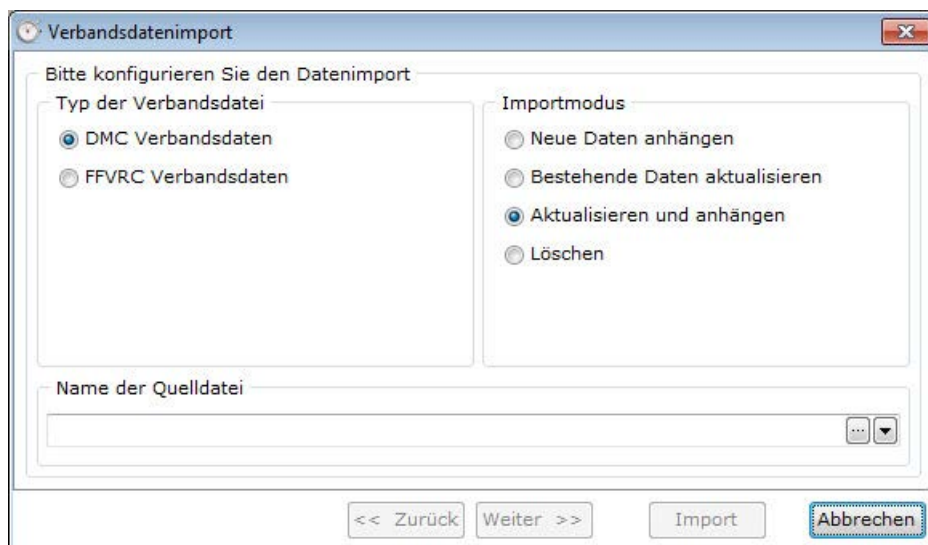 Verbandsdatenimport
Bitte konfigurieren Sie den Datenimport
Typ der Verbandsdatei
DMC Verbandsdaten
FFVRC Verbandsdaten
Importmodus
Neue Daten anhängen
Bestehende Daten aktualisieren
Aktualisieren und anhängen
Löschen
Name der Quelldatei
...
<< Zurück
Weiter >>
Import
Abbrechen